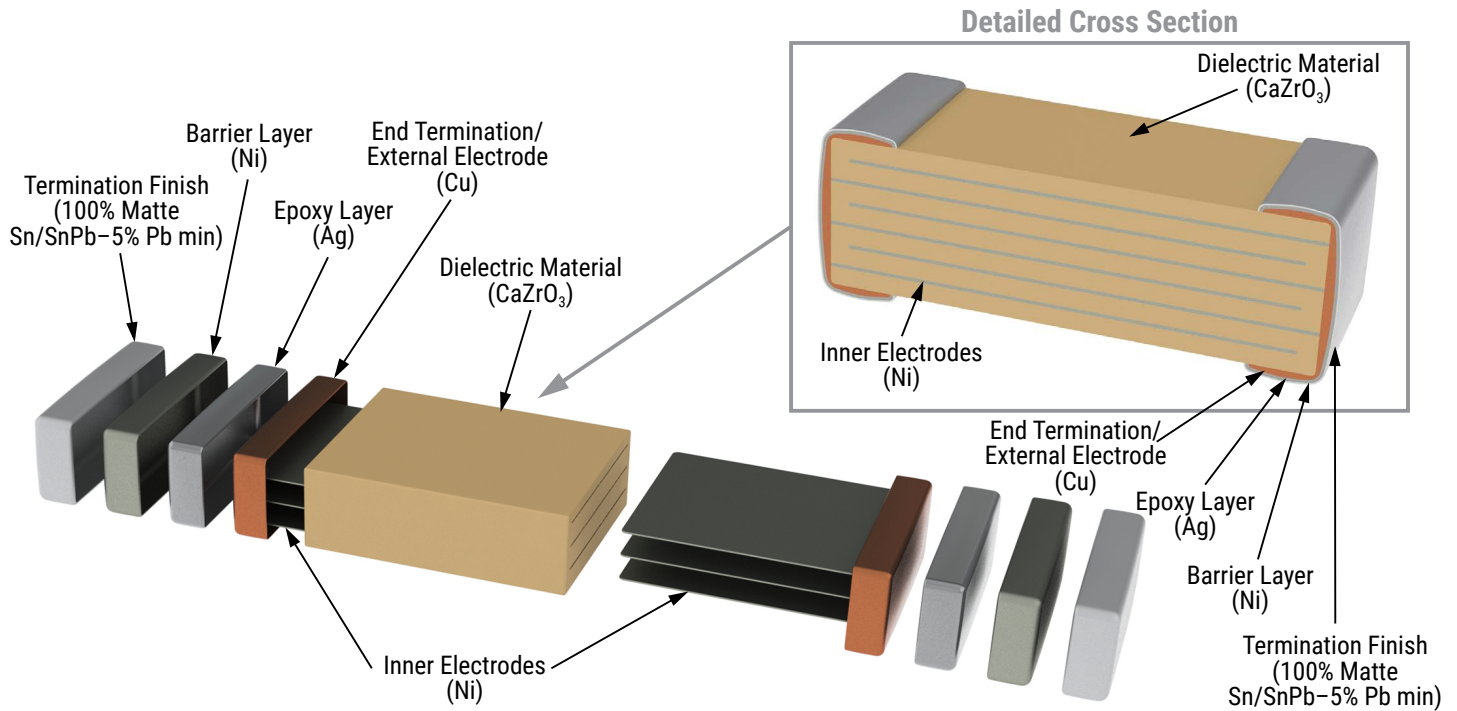 Detailed Cross Section
Dielectric Material
(CaZrO₃)
Inner Electrodes
(Ni)
End Termination/
External Electrode
(Cu)
Epoxy Layer
(Ag)
Barrier Layer
(Ni)
Termination Finish
(100% Matte
Sn/SnPb–5% Pb min)
Termination Finish
(100% Matte
Sn/SnPb–5% Pb min)
Barrier Layer
(Ni)
Epoxy Layer
(Ag)
End Termination/
External Electrode
(Cu)
Dielectric Material
(CaZrO₃)
Inner Electrodes
(Ni)